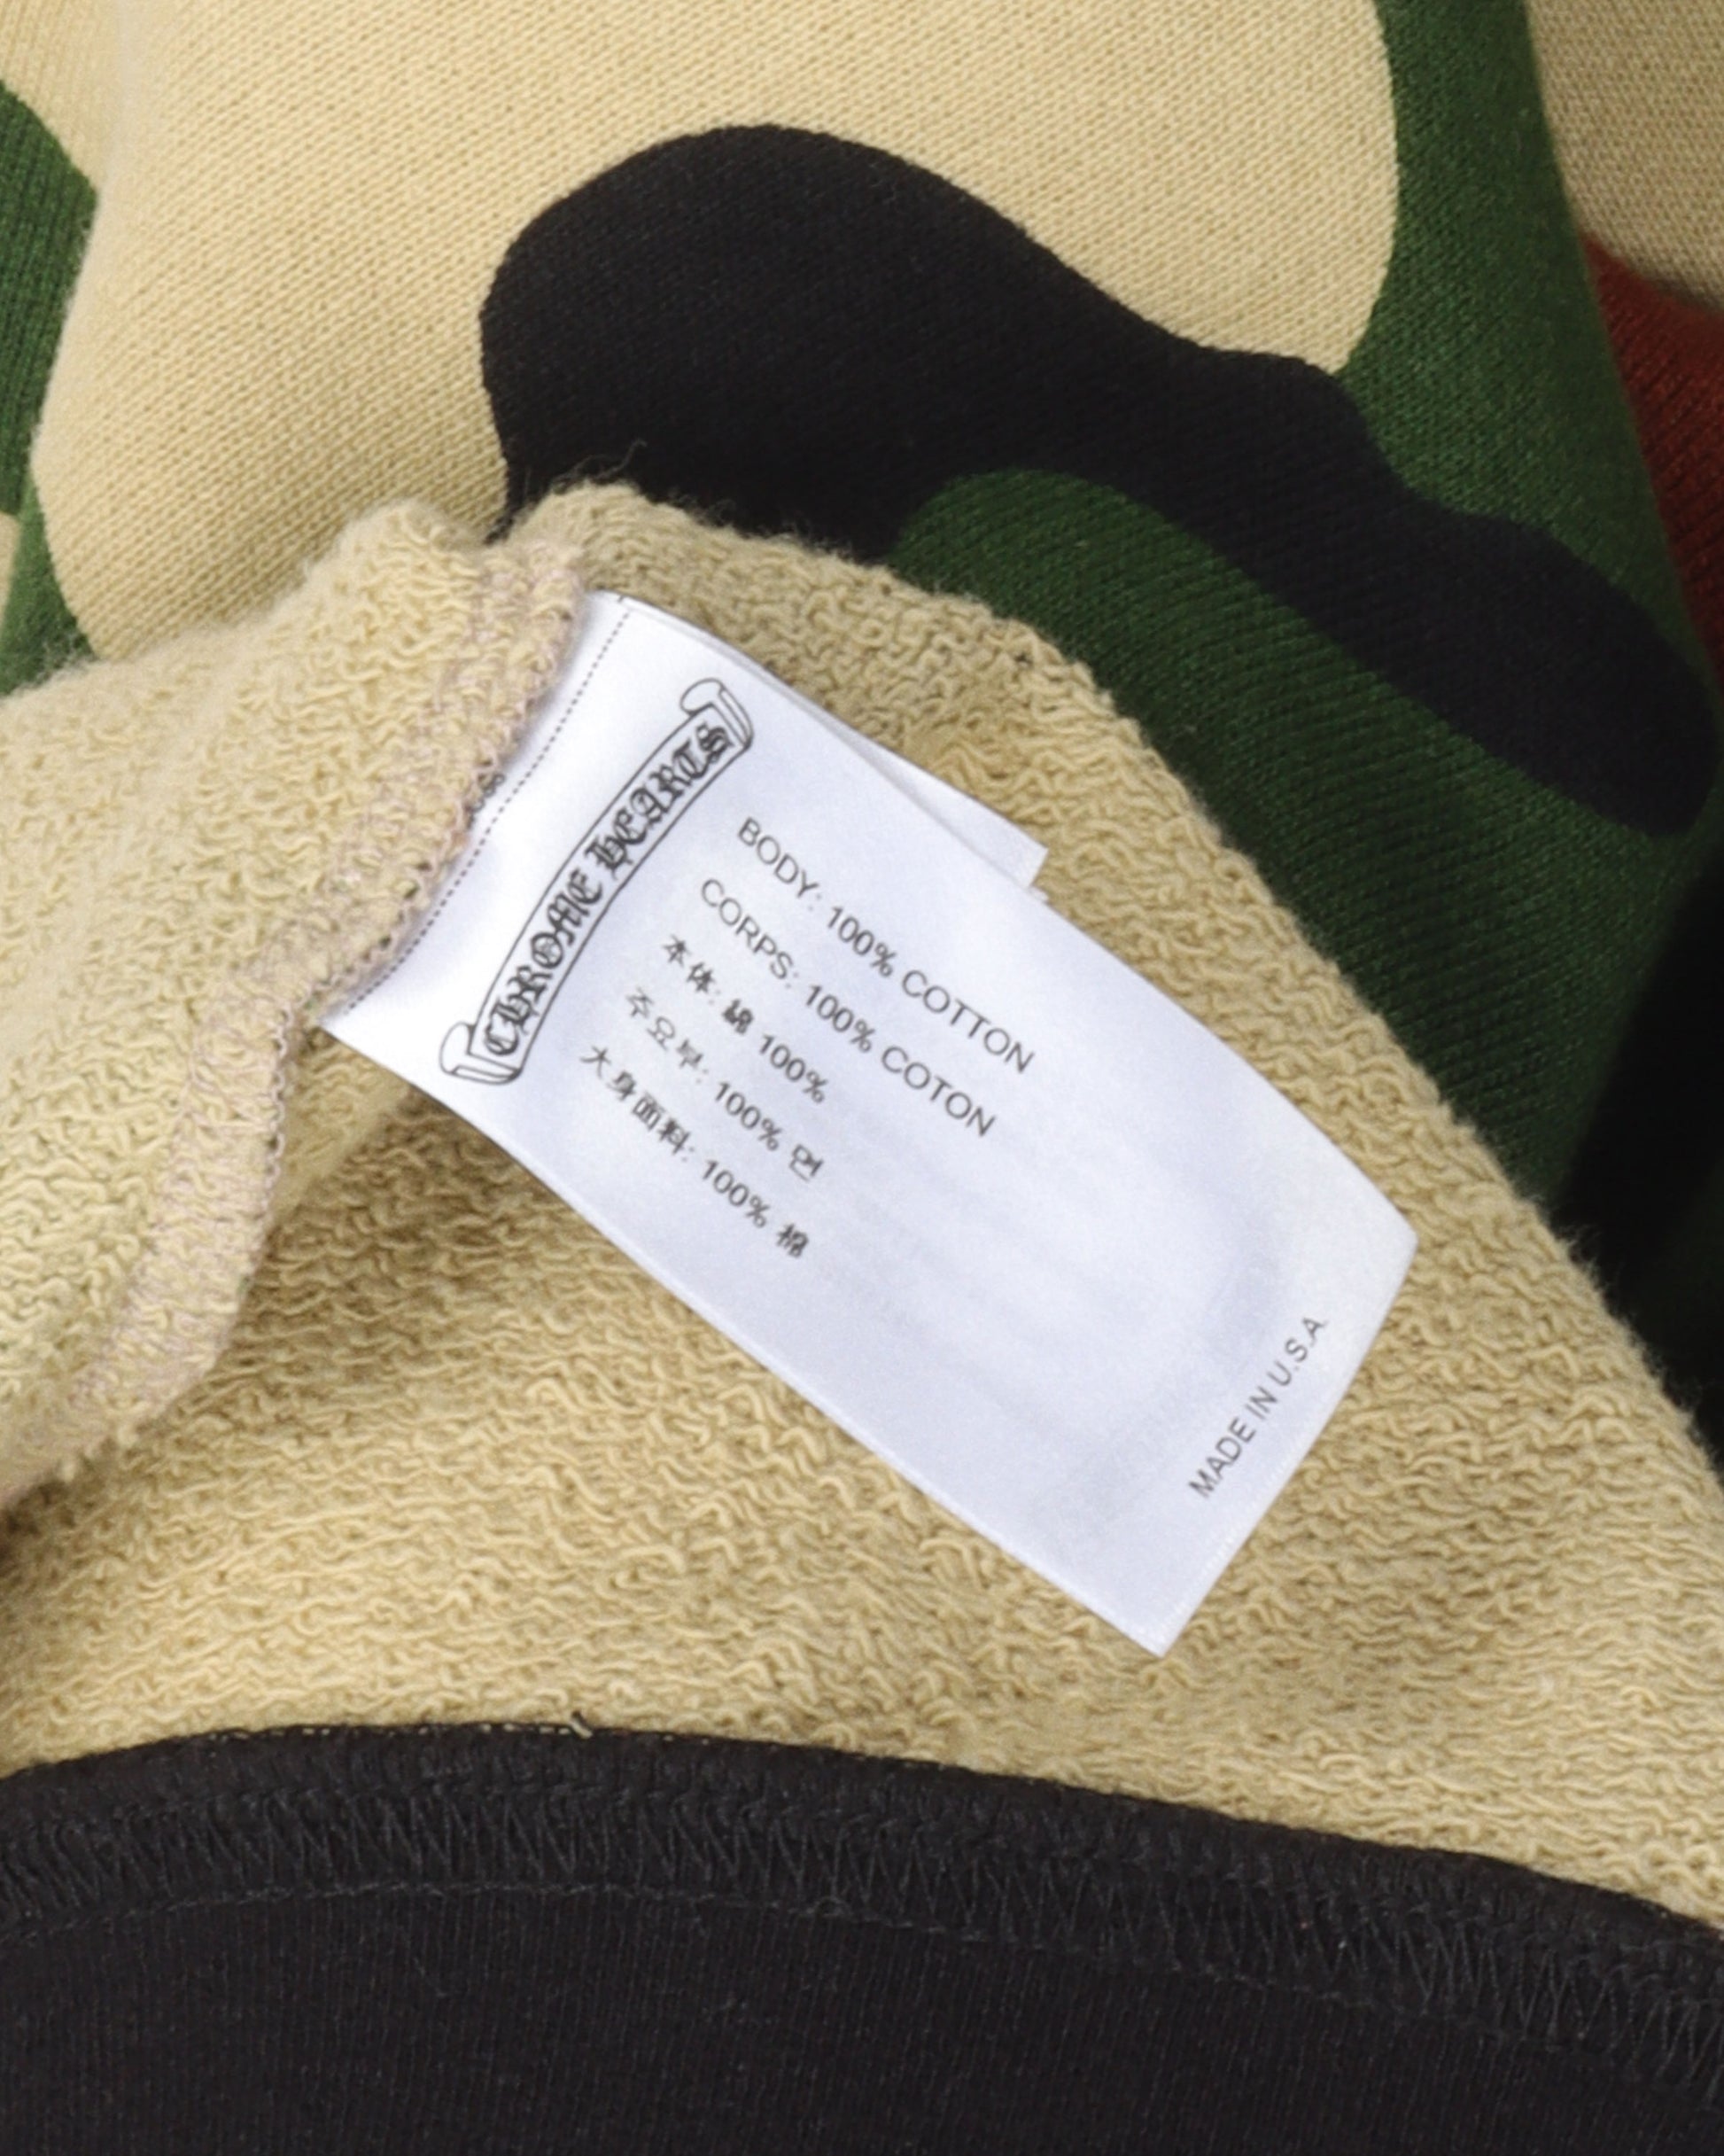 CHROME HEARTS
BODY: 100% COTTON
CORPS: 100% COTON
本体: 綿 100%
주요부: 100% 면
大身面料: 100% 棉
MADE IN U.S.A.